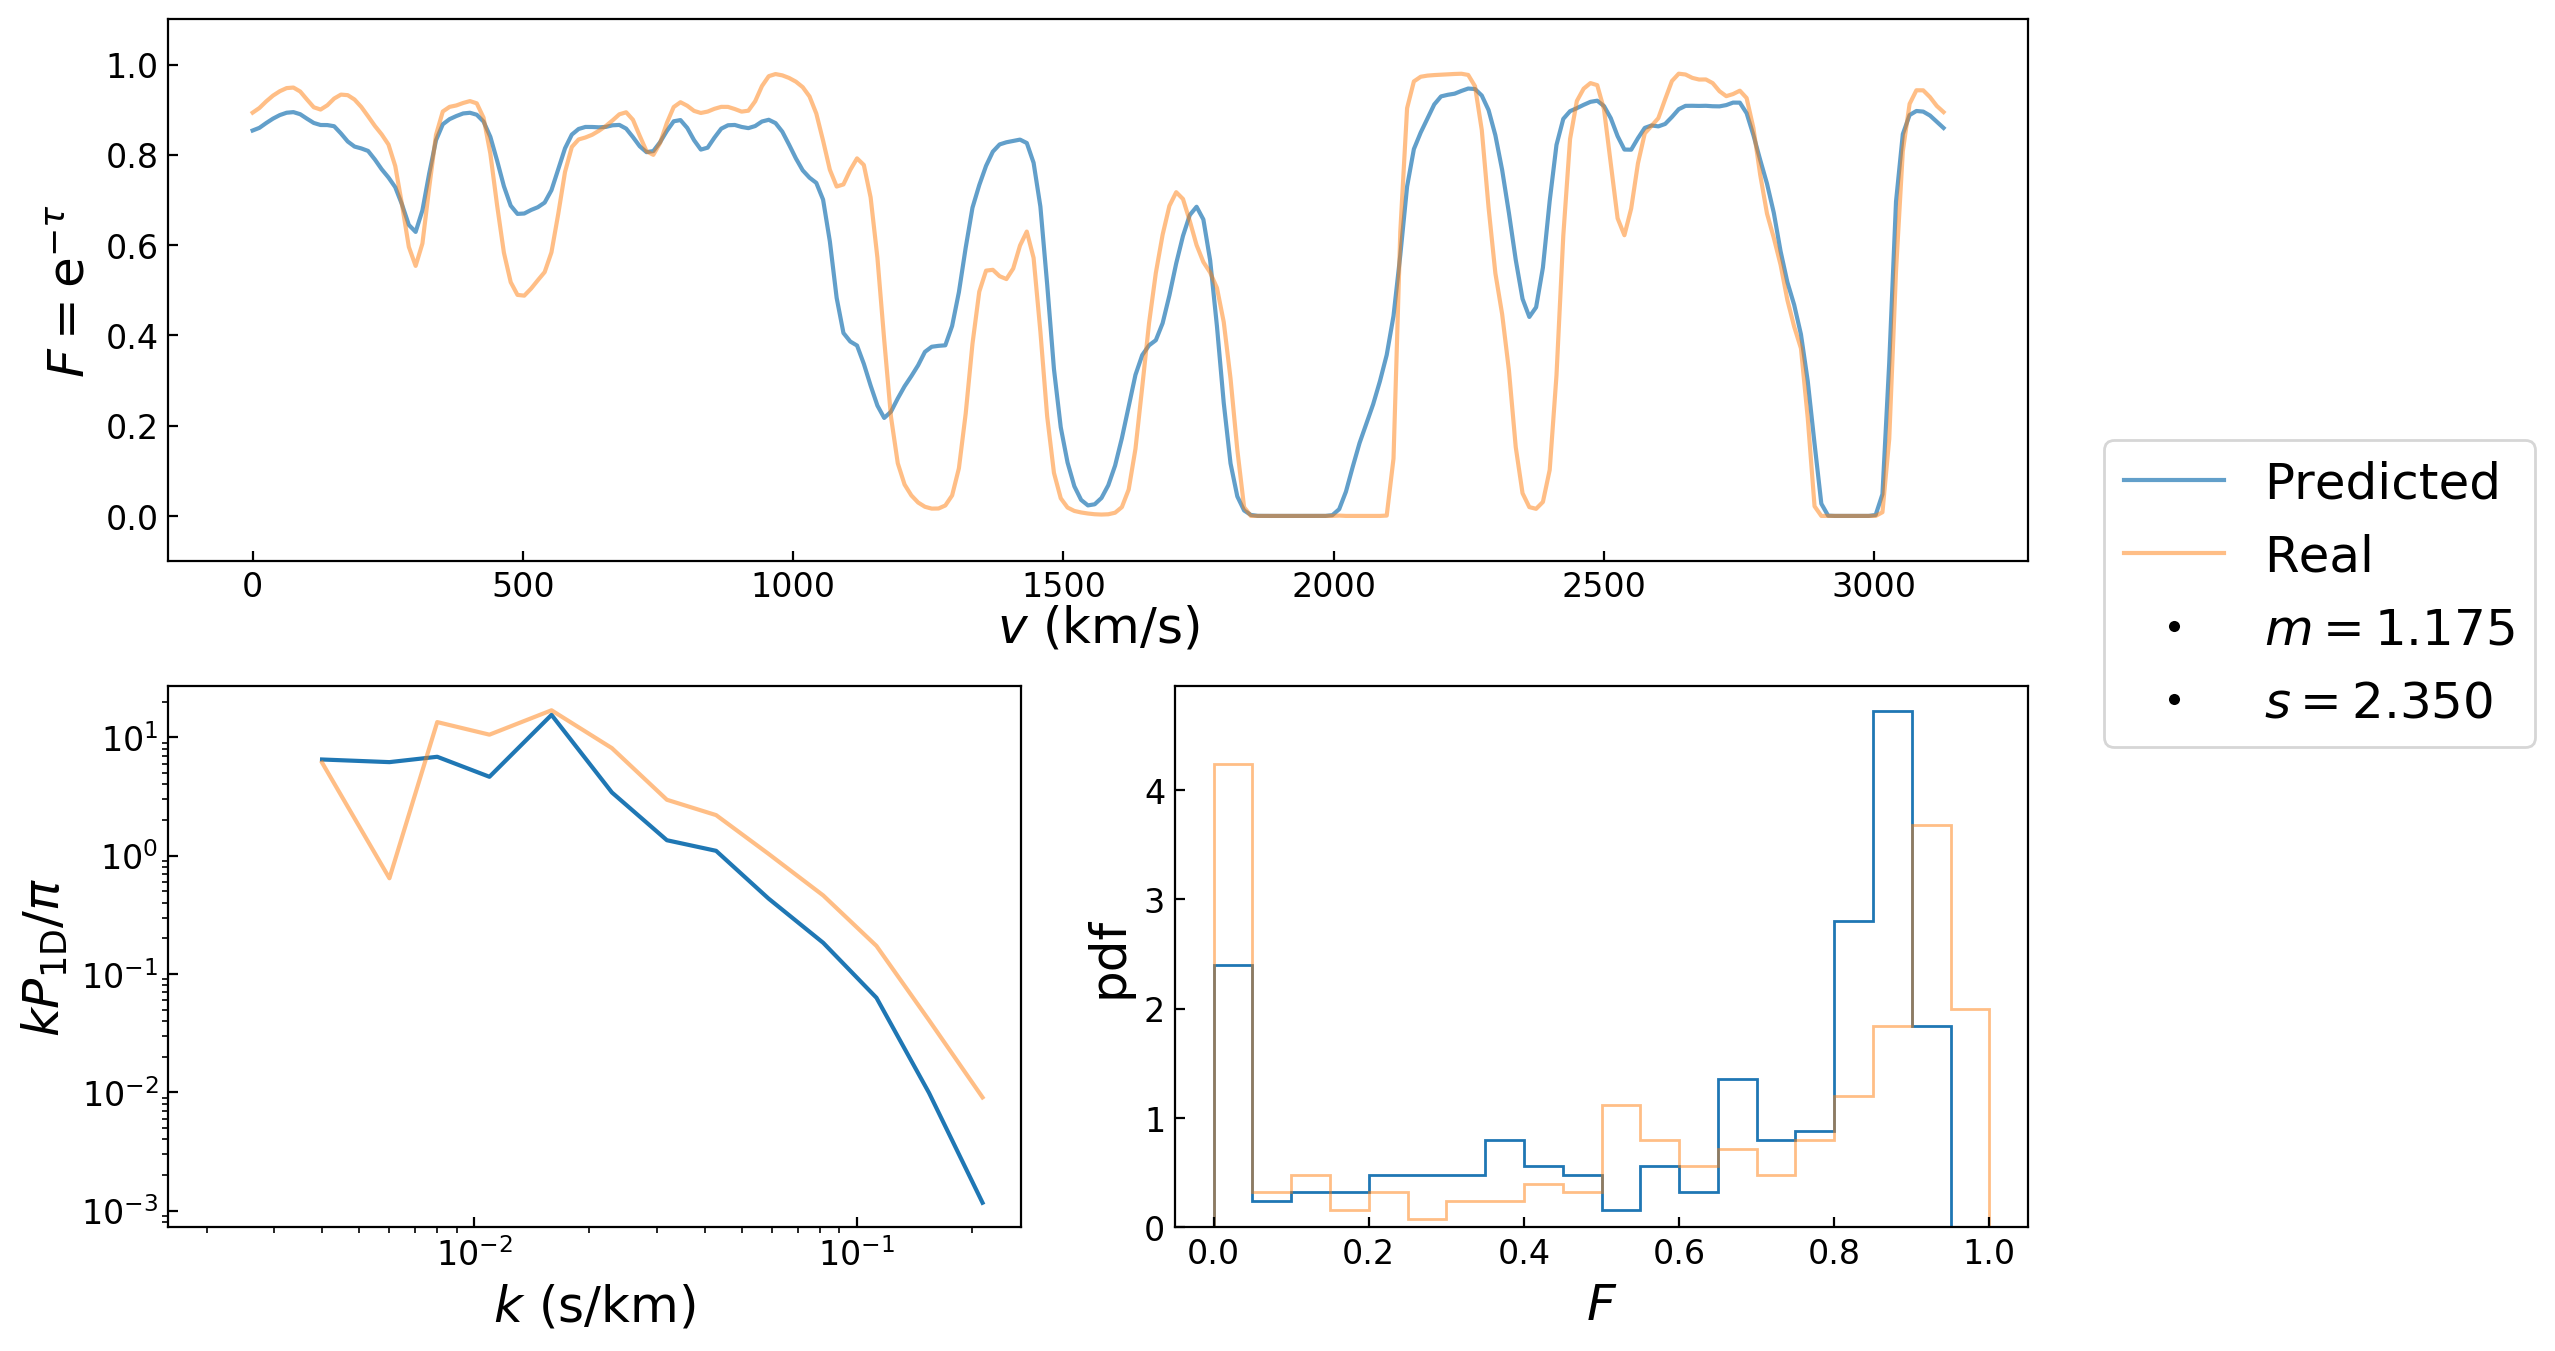 F = e^{−τ}
1.0
0.8
0.6
0.4
0.2
0.0
0 500 1000 1500 2000 2500 3000
v (km/s)
Predicted
Real
m = 1.175
s = 2.350
kP_{1D}/π
10^1
10^0
10^{−1}
10^{−2}
10^{−3}
10^{−2} 10^{−1}
k (s/km)
pdf
4
3
2
1
0
0.0 0.2 0.4 0.6 0.8 1.0
F